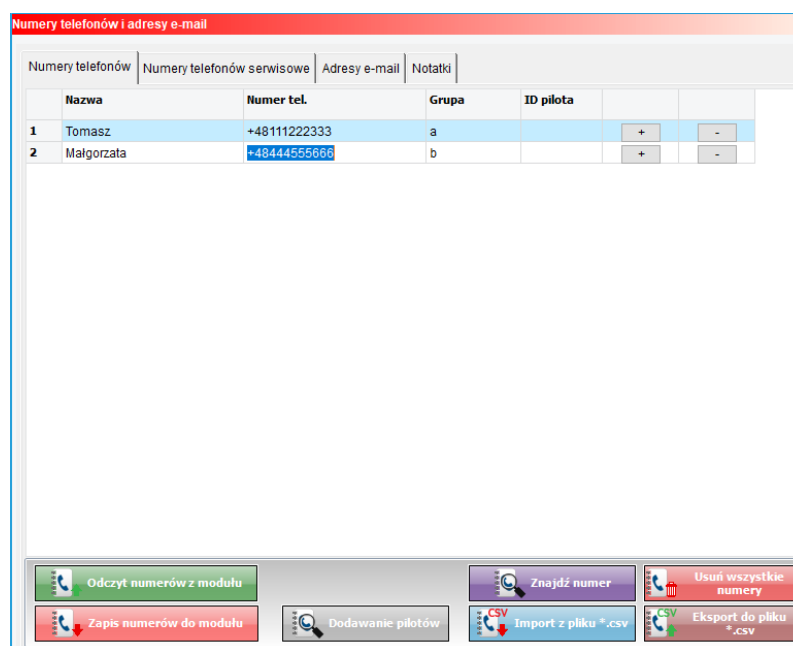 Numery telefonów i adresy e-mail
Numery telefonów Numery telefonów serwisowe Adresy e-mail Notatki
Nazwa Numer tel. Grupa ID pilota
1 Tomasz +48111222333 a + -
2 Małgorzata +48444555666 b + -
Odczyt numerów z modułu Znajdź numer Usuń wszystkie
numery
Zapis numerów do modułu Dodawanie pilotów CSV Import z pliku *.csv CSV Eksport do pliku
*.csv